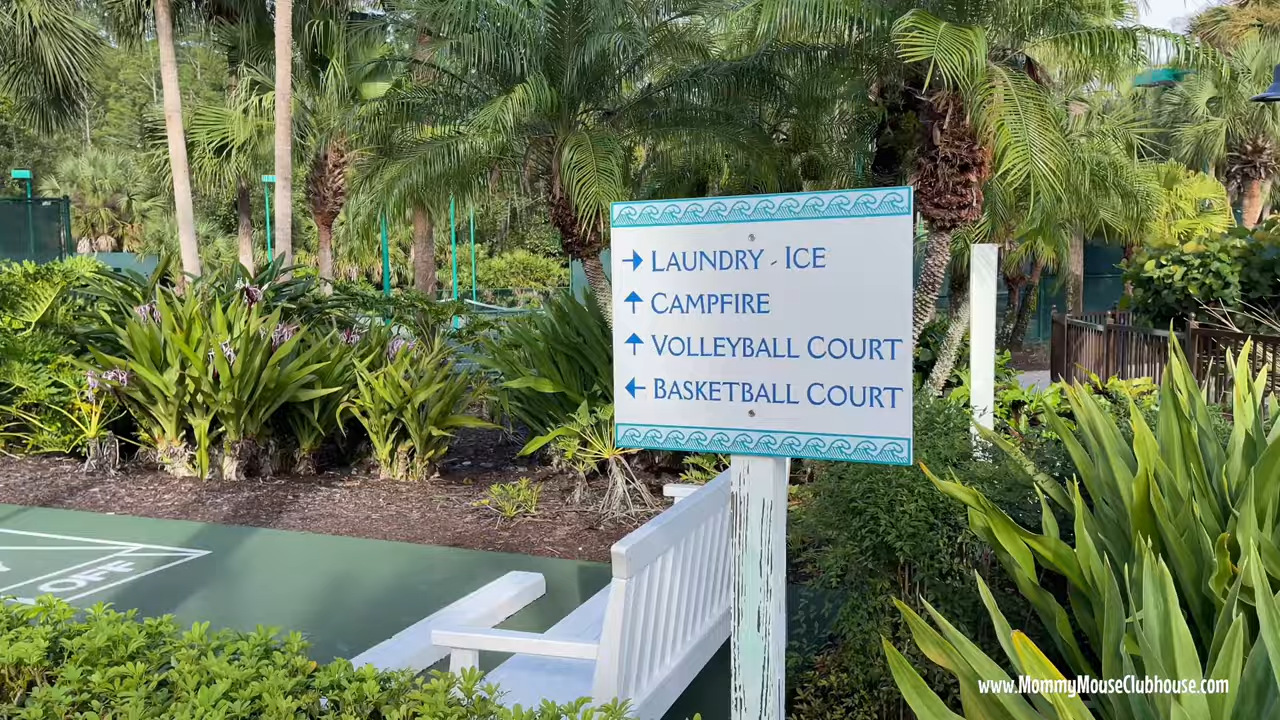 → LAUNDRY - ICE
↑ CAMPFIRE
↑ VOLLEYBALL COURT
← BASKETBALL COURT
OFF
www.MommyMouseClubhouse.com